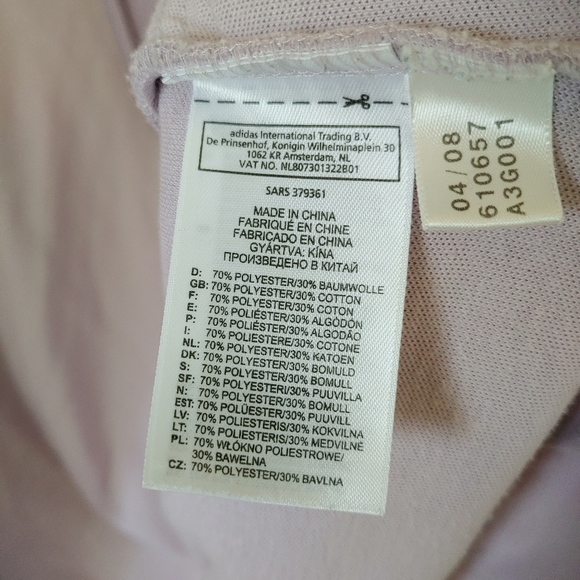 adidas International Trading B.V.
De Prinsenhof, Konigin Wilhelminaplein 30
1062 KR Amsterdam, NL
VAT NO. NL807301322B01
SARS 379361
MADE IN CHINA
FABRIQUÉ EN CHINE
FABRICADO EN CHINA
GYÁRTVA: KÍNA
ПРОИЗВЕДЕНО В КИТАЙ
D: 70% POLYESTER/30% BAUMWOLLE
GB: 70% POLYESTER/30% COTTON
F: 70% POLYESTER/30% COTON
E: 70% POLIÉSTER/30% ALGODÓN
P: 70% POLIÉSTER/30% ALGODÃO
I: 70% POLIESTERE/30% COTONE
NL: 70% POLYESTER/30% KATOEN
DK: 70% POLYESTER/30% BOMULD
S: 70% POLYESTER/30% BOMULL
SF: 70% POLYESTER/30% PUUVILLA
N: 70% POLYESTER/30% BOMULL
EST: 70% POLÜESTER/30% PUUVILL
LV: 70% POLIESTERIS/30% KOKVILNA
LT: 70% POLIESTERIS/30% MEDVILNĖ
PL: 70% WŁÓKNO POLIESTROWE/
30% BAWEŁNA
CZ: 70% POLYESTER/30% BAVLNA
04/08
610657
A3G001